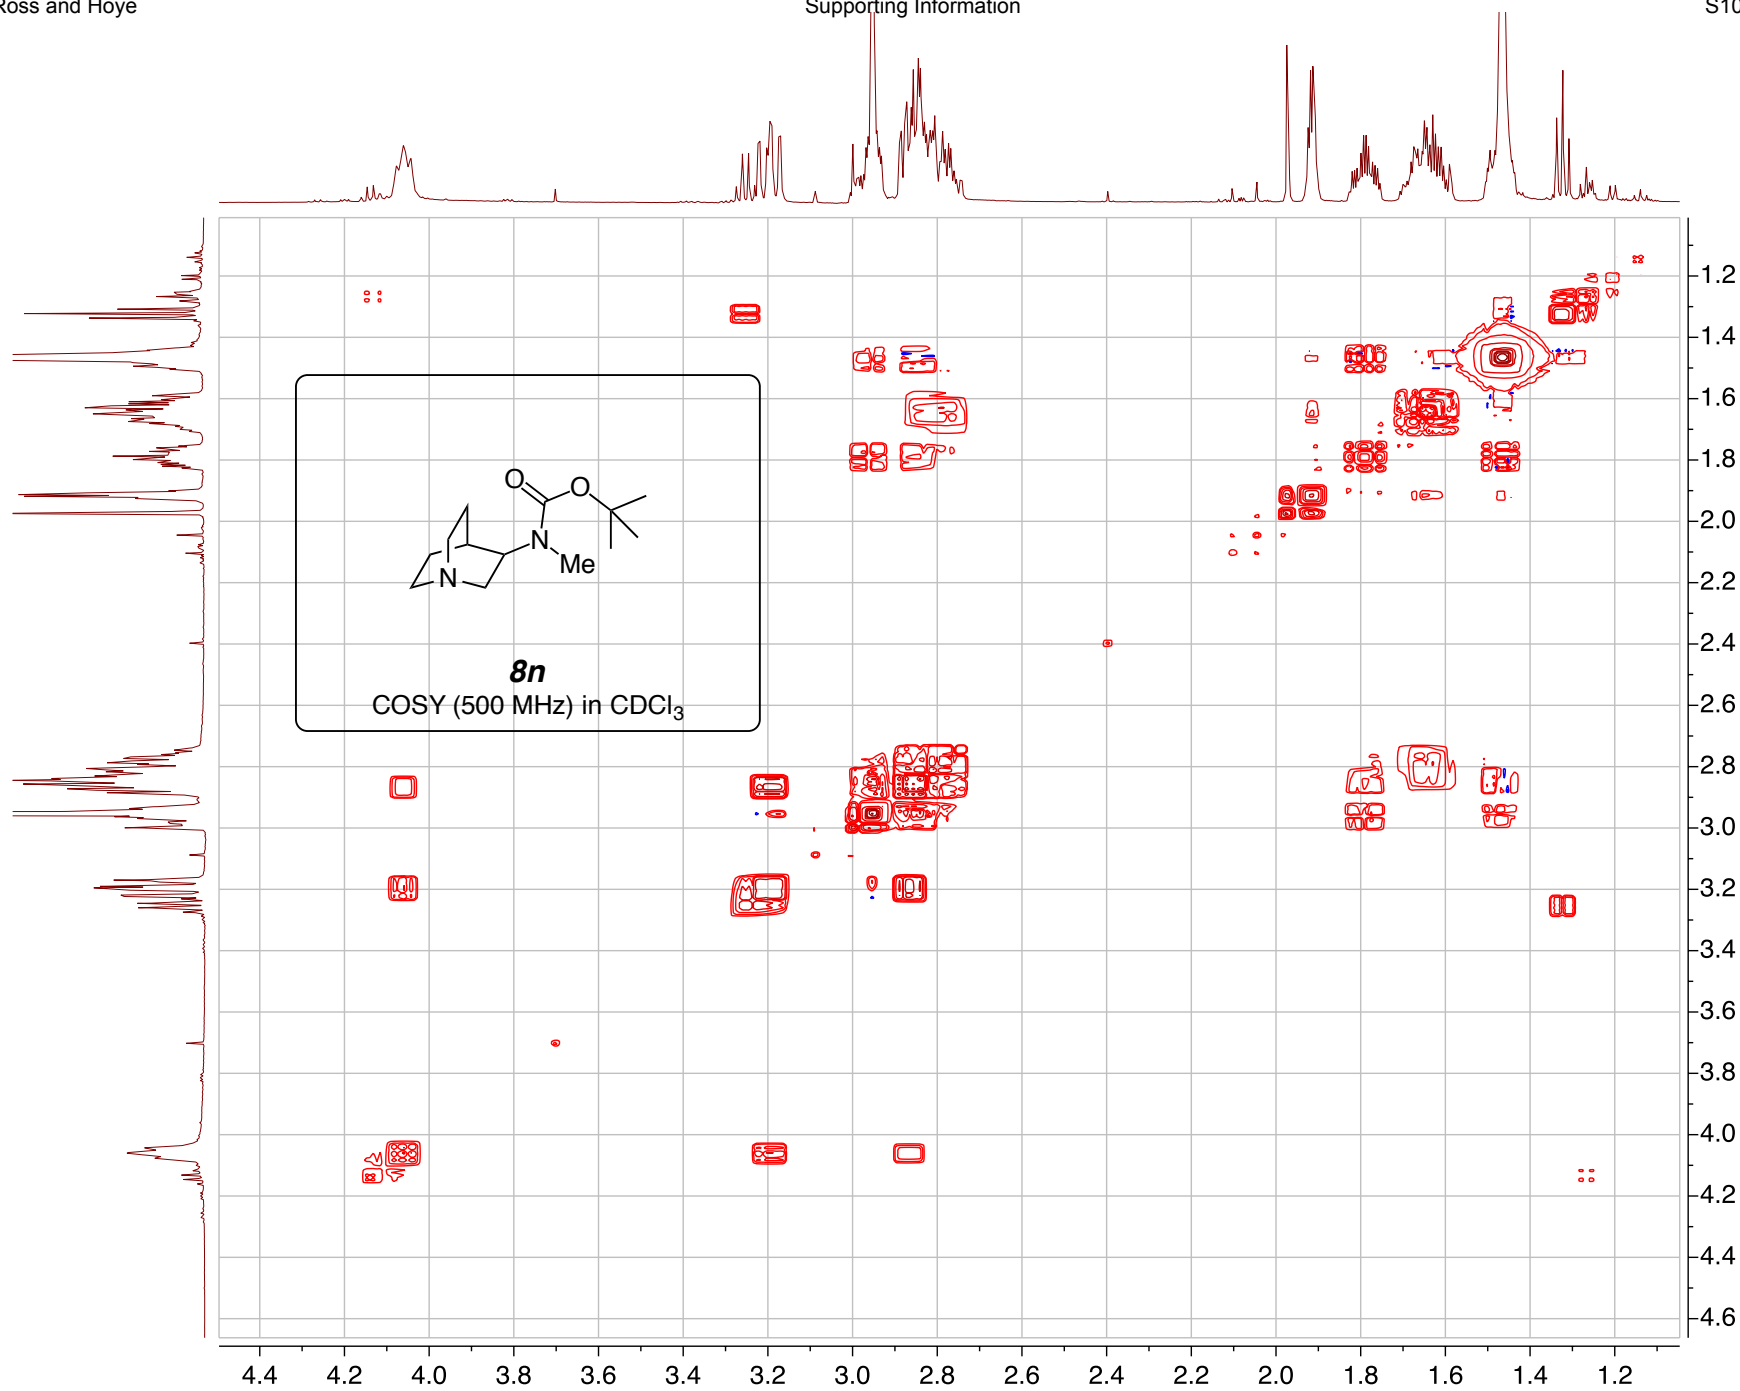 Ross and Hoye Supporting Information S10
1.2
1.4
1.6
1.8
2.0
2.2
2.4
2.6
2.8
3.0
3.2
3.4
3.6
3.8
4.0
4.2
4.4
4.6
O
O
N
Me
N
8n
COSY (500 MHz) in CDCl3
4.4 4.2 4.0 3.8 3.6 3.4 3.2 3.0 2.8 2.6 2.4 2.2 2.0 1.8 1.6 1.4 1.2